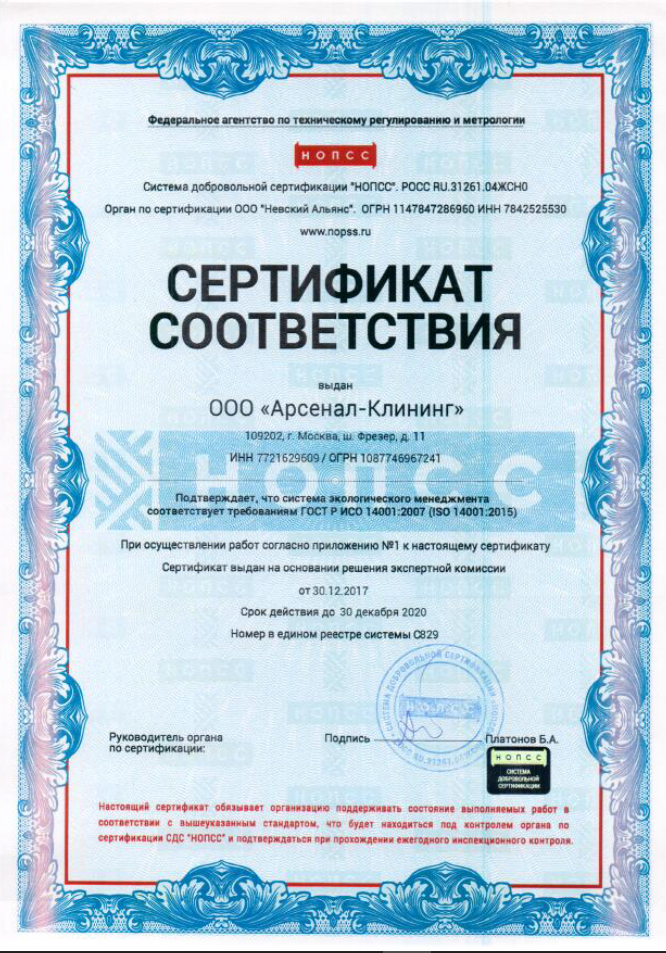 Федеральное агентство по техническому регулированию и метрологии
НОПСС
Система добровольной сертификации "НОПСС". РОСС RU.31261.04ЖСН0
Орган по сертификации ООО "Невский Альянс". ОГРН 1147847286960 ИНН 7842525530
www.nopss.ru
СЕРТИФИКАТ
СООТВЕТСТВИЯ
выдан
ООО «Арсенал-Клининг»
109202, г. Москва, ш. Фрезер, д. 11
ИНН 7721629609 / ОГРН 1087746967241
НОПСС
Подтверждает, что система экологического менеджмента
соответствует требованиям ГОСТ Р ИСО 14001:2007 (ISO 14001:2015)
При осуществлении работ согласно приложению №1 к настоящему сертификату
Сертификат выдан на основании решения экспертной комиссии
от 30.12.2017
Срок действия до 30 декабря 2020
Номер в едином реестре системы С829
СИСТЕМА ДОБРОВОЛЬНОЙ СЕРТИФИКАЦИИ
НОПСС
Руководитель органа
по сертификации:
Подпись
Платонов Б.А.
НОПСС
СИСТЕМА
ДОБРОВОЛЬНОЙ
СЕРТИФИКАЦИИ
Настоящий сертификат обязывает организацию поддерживать состояние выполняемых работ в
соответствии с вышеуказанным стандартом, что будет находиться под контролем органа по
сертификации СДС "НОПСС" и подтверждаться при прохождении ежегодного инспекционного контроля.